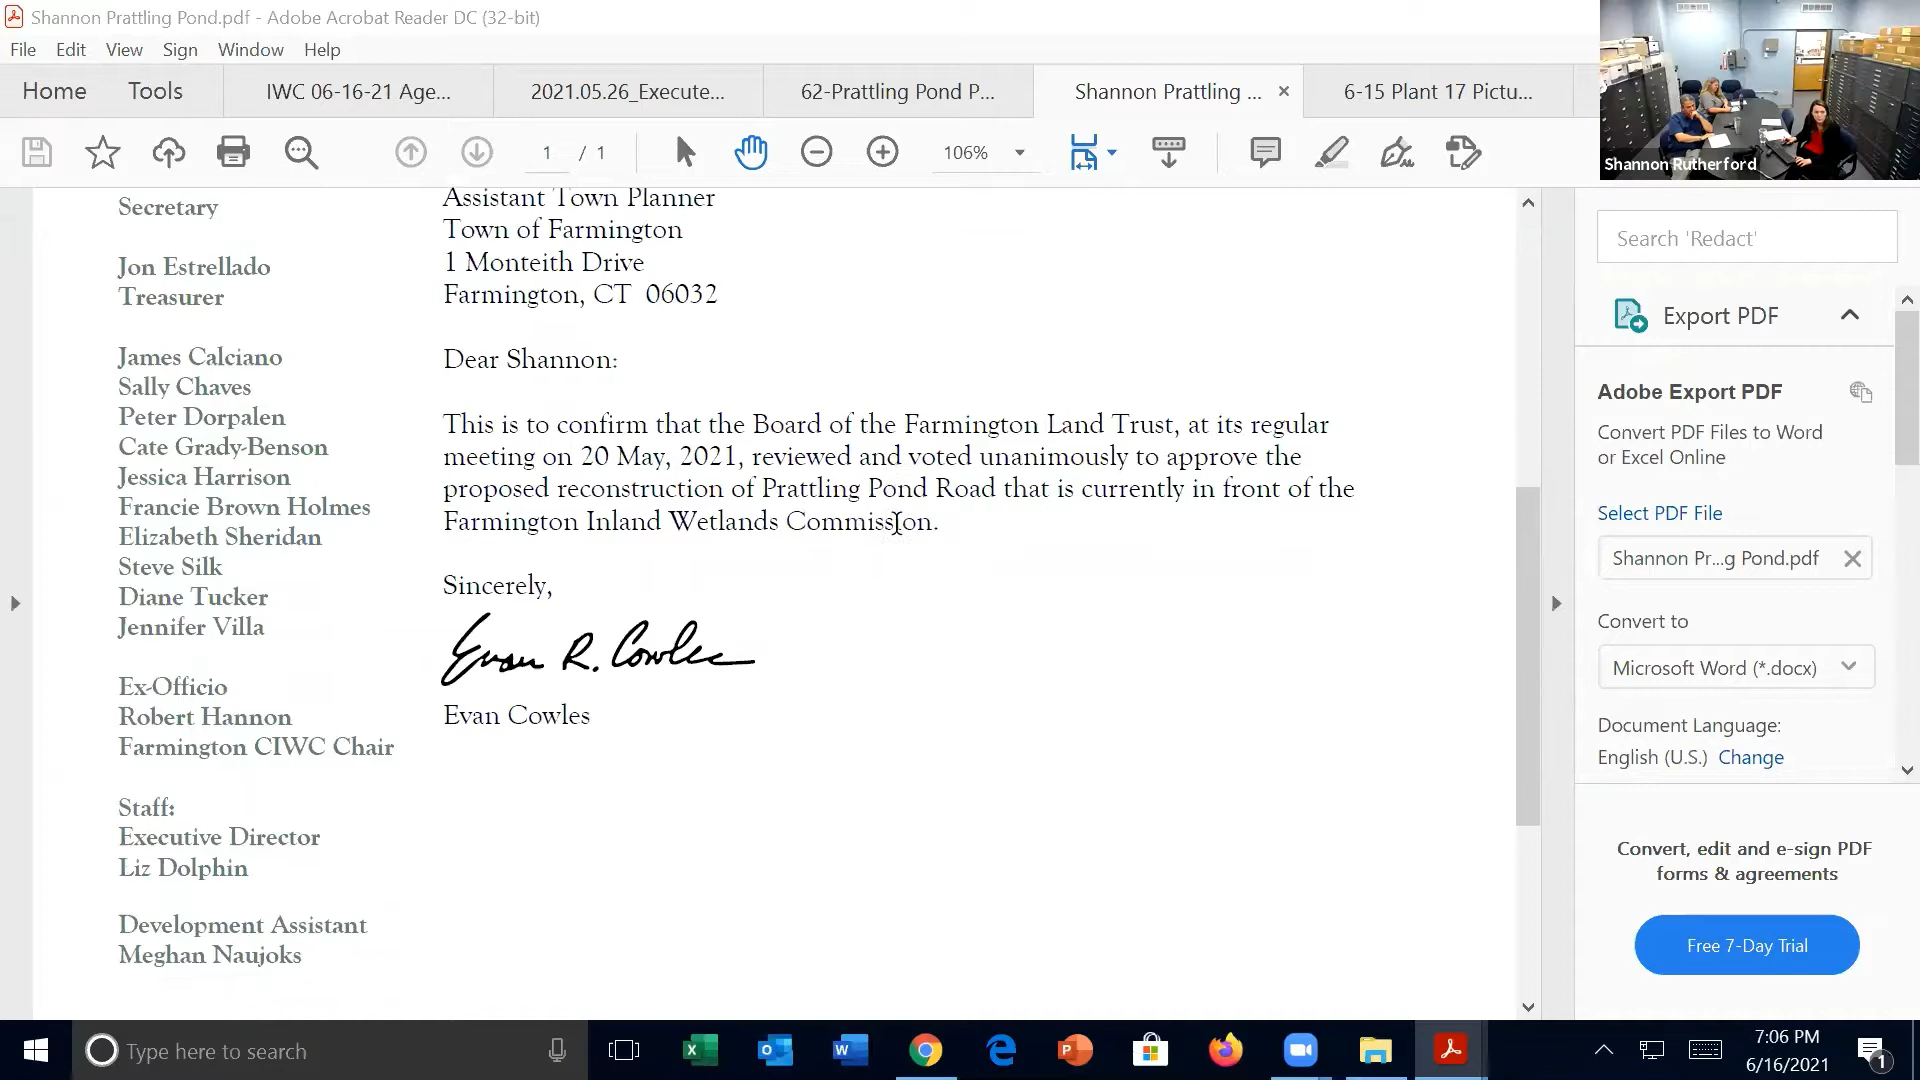 Shannon Prattling Pond.pdf - Adobe Acrobat Reader DC (32-bit)
File Edit View Sign Window Help
Home Tools IWC 06-16-21 Age... 2021.05.26_Execute... 62-Prattling Pond P... Shannon Prattling ... 6-15 Plant 17 Pictu...
1 / 1 106%
Shannon Rutherford
Secretary
Jon Estrellado
Treasurer
James Calciano
Sally Chaves
Peter Dorpalen
Cate Grady-Benson
Jessica Harrison
Francie Brown Holmes
Elizabeth Sheridan
Steve Silk
Diane Tucker
Jennifer Villa
Ex-Officio
Robert Hannon
Farmington CIWC Chair
Staff:
Executive Director
Liz Dolphin
Development Assistant
Meghan Naujoks
Assistant Town Planner
Town of Farmington
1 Monteith Drive
Farmington, CT 06032
Dear Shannon:
This is to confirm that the Board of the Farmington Land Trust, at its regular
meeting on 20 May, 2021, reviewed and voted unanimously to approve the
proposed reconstruction of Prattling Pond Road that is currently in front of the
Farmington Inland Wetlands Commission.
Sincerely,
Evan R. Cowles
Evan Cowles
Search 'Redact'
Export PDF
Adobe Export PDF
Convert PDF Files to Word
or Excel Online
Select PDF File
Shannon Pr...g Pond.pdf
Convert to
Microsoft Word (*.docx)
Document Language:
English (U.S.) Change
Convert, edit and e-sign PDF
forms & agreements
Free 7-Day Trial
Type here to search
7:06 PM
6/16/2021
1